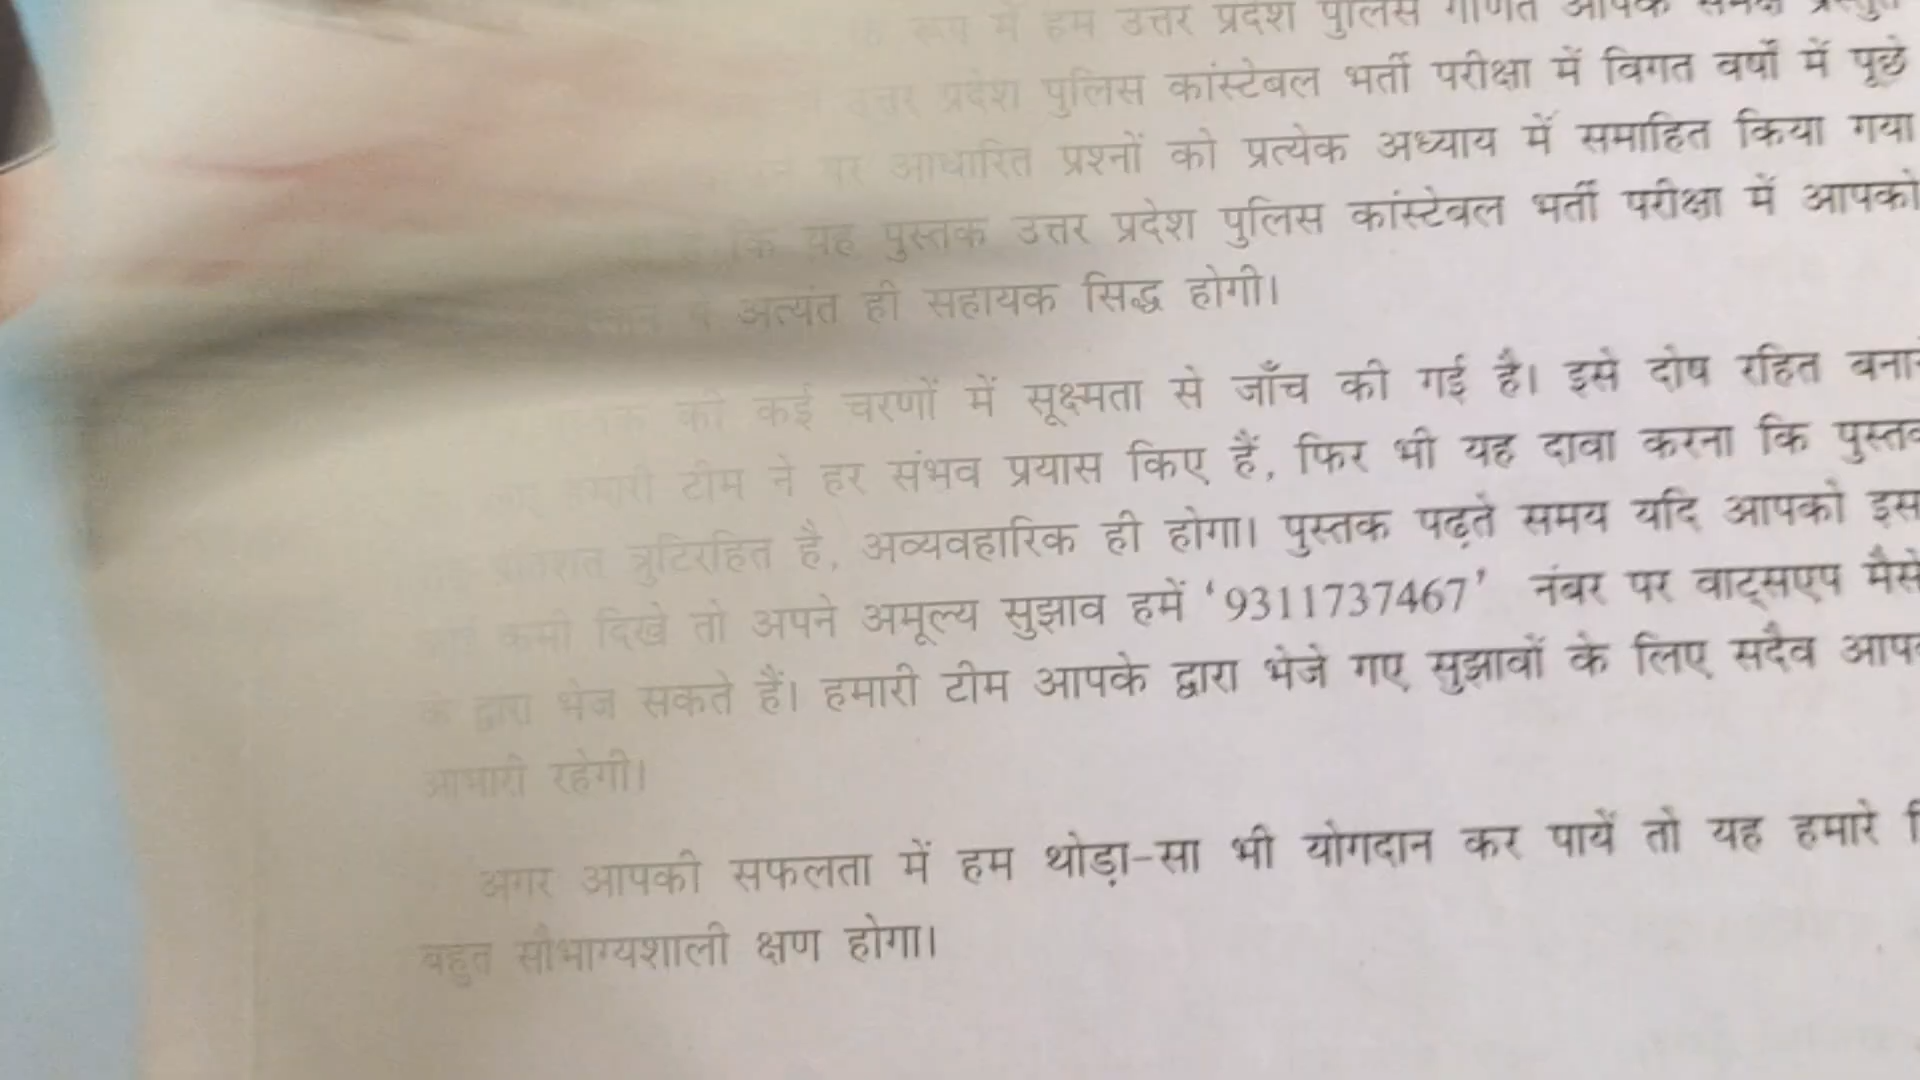 रूप में हम उत्तर प्रदेश पुलिस गणित आपके समक्ष प्रस्तुत
उत्तर प्रदेश पुलिस कांस्टेबल भर्ती परीक्षा में विगत वर्षों में पूछे
पर आधारित प्रश्नों को प्रत्येक अध्याय में समाहित किया गया
कि यह पुस्तक उत्तर प्रदेश पुलिस कांस्टेबल भर्ती परीक्षा में आपको
अत्यंत ही सहायक सिद्ध होगी।
की कई चरणों में सूक्ष्मता से जाँच की गई है। इसे दोष रहित
हमारी टीम ने हर संभव प्रयास किए हैं, फिर भी यह दावा करना कि
त्रुटिरहित है, अव्यवहारिक ही होगा। पुस्तक पढ़ते समय यदि आपको
कमी दिखे तो अपने अमूल्य सुझाव हमें ‘9311737467’ नंबर पर वाट्सएप
के द्वारा भेज सकते हैं। हमारी टीम आपके द्वारा भेजे गए सुझावों के लिए सदैव
आभारी रहेगी।
अगर आपकी सफलता में हम थोड़ा-सा भी योगदान कर पायें तो यह हमारे
बहुत सौभाग्यशाली क्षण होगा।